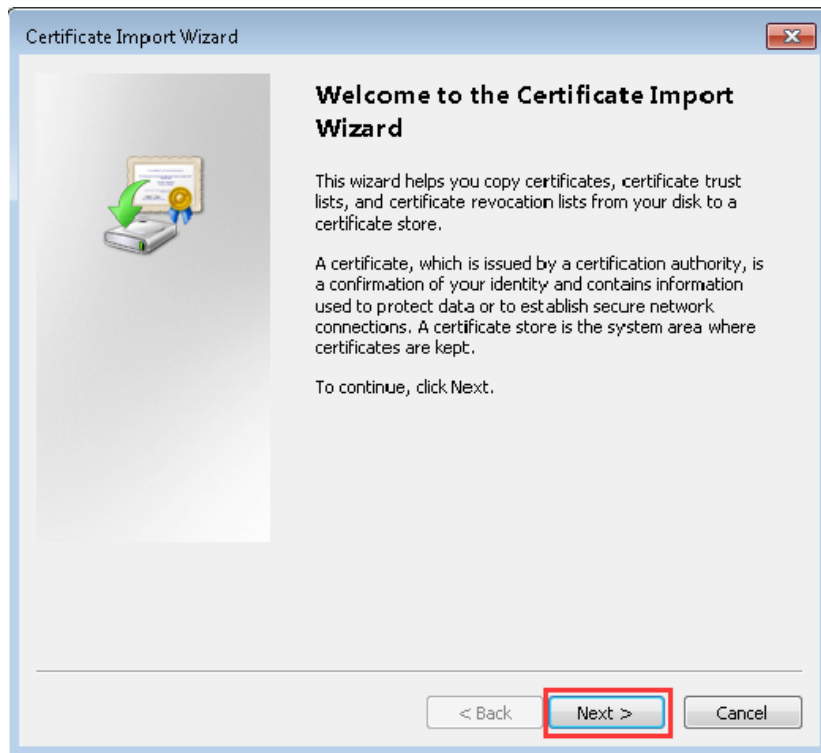 Certificate Import Wizard
Welcome to the Certificate Import
Wizard
This wizard helps you copy certificates, certificate trust
lists, and certificate revocation lists from your disk to a
certificate store.
A certificate, which is issued by a certification authority, is
a confirmation of your identity and contains information
used to protect data or to establish secure network
connections. A certificate store is the system area where
certificates are kept.
To continue, click Next.
< Back
Next >
Cancel